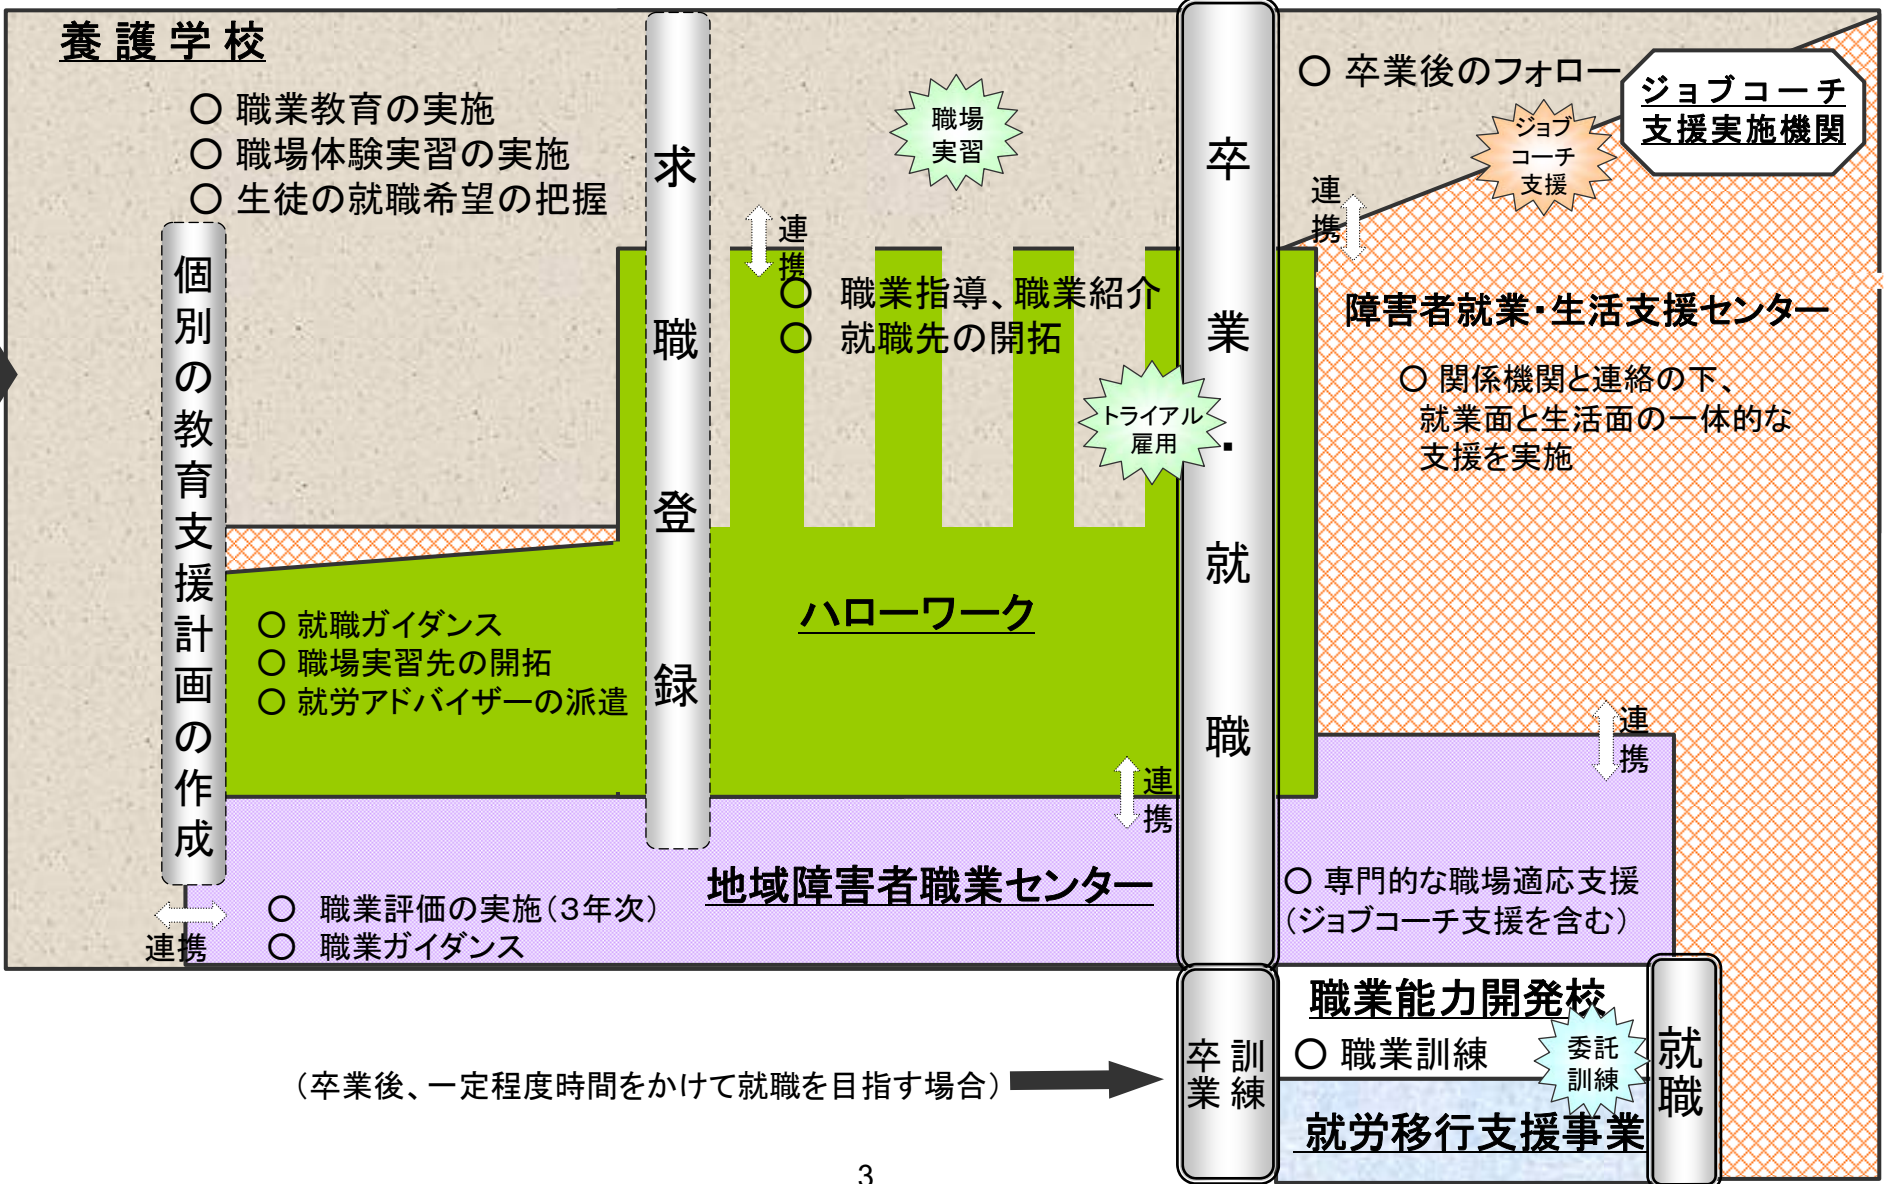 養護学校
〇 職業教育の実施
〇 職場体験実習の実施
〇 生徒の就職希望の把握
個別の教育支援計画の作成
求職登録
職場
実習
連携
〇 職業指導、職業紹介
〇 就職先の開拓
トライアル
雇用
卒業・就職
〇 卒業後のフォロー
ジョブコーチ
支援実施機関
ジョブ
コーチ
支援
連携
障害者就業・生活支援センター
〇 関係機関と連絡の下、
就業面と生活面の一体的な
支援を実施
〇 就職ガイダンス
〇 職場実習先の開拓
〇 就労アドバイザーの派遣
ハローワーク
連携
連携
地域障害者職業センター
〇 職業評価の実施（３年次）
〇 職業ガイダンス
連携
〇 専門的な職場適応支援
（ジョブコーチ支援を含む）
職業能力開発校
〇 職業訓練
委託
訓練
就労移行支援事業
就職
訓練
卒業
（卒業後、一定程度時間をかけて就職を目指す場合）
3